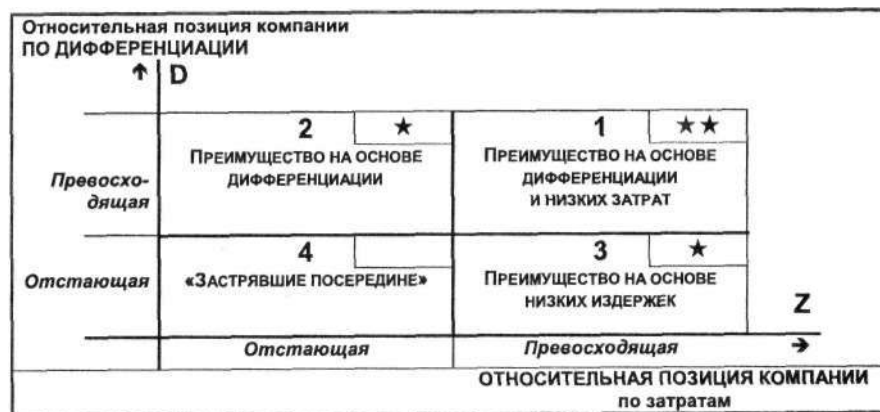 Относительная позиция компании
ПО ДИФФЕРЕНЦИАЦИИ
↑ D
2 ★
ПРЕИМУЩЕСТВО НА ОСНОВЕ
ДИФФЕРЕНЦИАЦИИ
1 ★★
ПРЕИМУЩЕСТВО НА ОСНОВЕ
ДИФФЕРЕНЦИАЦИИ
И НИЗКИХ ЗАТРАТ
Превосхо-
дящая
4
«ЗАСТРЯВШИЕ ПОСЕРЕДИНЕ»
3 ★
ПРЕИМУЩЕСТВО НА ОСНОВЕ
НИЗКИХ ИЗДЕРЖЕК
Отстающая
Z
Отстающая
Превосходящая
→
ОТНОСИТЕЛЬНАЯ ПОЗИЦИЯ КОМПАНИИ
по затратам